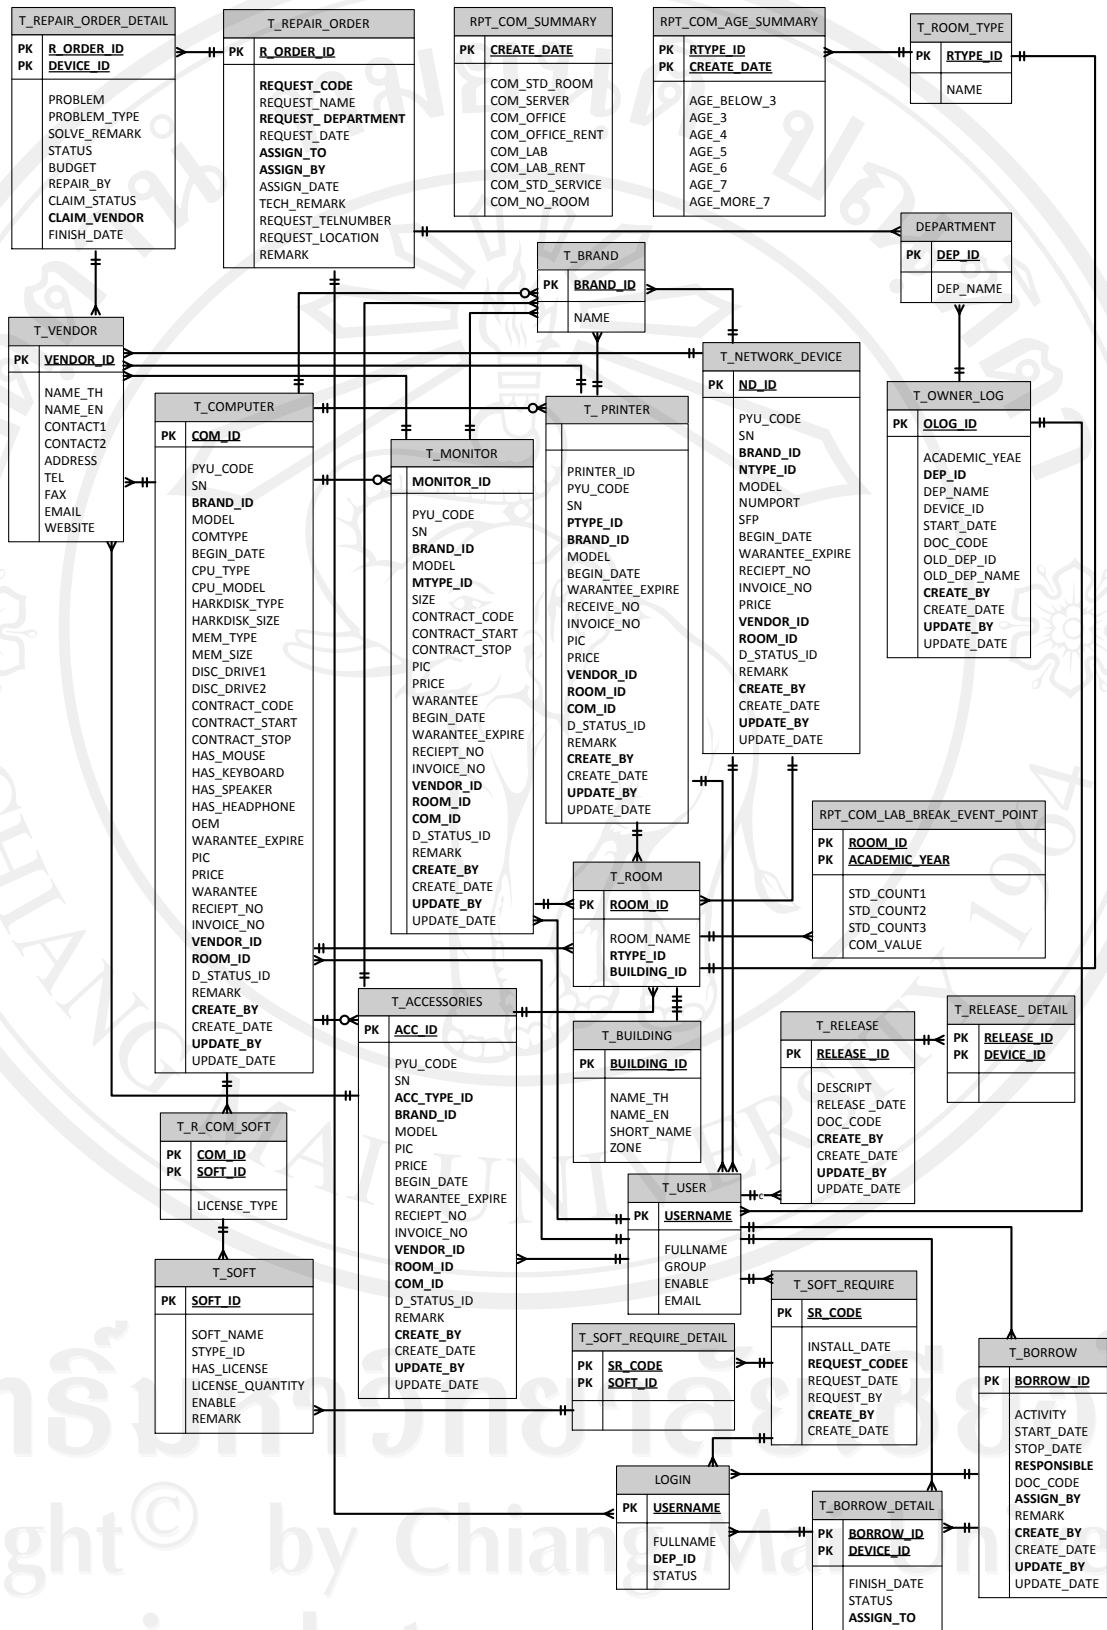 T_REPAIR_ORDER_DETAIL
PK R_ORDER_ID
PK DEVICE_ID
PROBLEM
PROBLEM_TYPE
SOLVE_REMARK
STATUS
BUDGET
REPAIR_BY
CLAIM_STATUS
CLAIM_VENDOR
FINISH_DATE
T_REPAIR_ORDER
PK R_ORDER_ID
REQUEST_CODE
REQUEST_NAME
REQUEST_ DEPARTMENT
REQUEST_DATE
ASSIGN_TO
ASSIGN_BY
ASSIGN_DATE
TECH_REMARK
REQUEST_TELNUMBER
REQUEST_LOCATION
REMARK
RPT_COM_SUMMARY
PK CREATE_DATE
COM_STD_ROOM
COM_SERVER
COM_OFFICE
COM_OFFICE_RENT
COM_LAB
COM_LAB_RENT
COM_STD_SERVICE
COM_NO_ROOM
RPT_COM_AGE_SUMMARY
PK RTYPE_ID
PK CREATE_DATE
AGE_BELOW_3
AGE_3
AGE_4
AGE_5
AGE_6
AGE_7
AGE_MORE_7
T_ROOM_TYPE
PK RTYPE_ID
NAME
DEPARTMENT
PK DEP_ID
DEP_NAME
T_BRAND
PK BRAND_ID
NAME
T_VENDOR
PK VENDOR_ID
NAME_TH
NAME_EN
CONTACT1
CONTACT2
ADDRESS
TEL
FAX
EMAIL
WEBSITE
T_COMPUTER
PK COM_ID
PYU_CODE
SN
BRAND_ID
MODEL
COMTYPE
BEGIN_DATE
CPU_TYPE
CPU_MODEL
HARKDISK_TYPE
HARKDISK_SIZE
MEM_TYPE
MEM_SIZE
DISC_DRIVE1
DISC_DRIVE2
CONTRACT_CODE
CONTRACT_START
CONTRACT_STOP
HAS_MOUSE
HAS_KEYBOARD
HAS_SPEAKER
HAS_HEADPHONE
OEM
WARANTEE_EXPIRE
PIC
PRICE
WARANTEE
RECIEPT_NO
INVOICE_NO
VENDOR_ID
ROOM_ID
D_STATUS_ID
REMARK
CREATE_BY
CREATE_DATE
UPDATE_BY
UPDATE_DATE
T_MONITOR
MONITOR_ID
PYU_CODE
SN
BRAND_ID
MODEL
MTYPE_ID
SIZE
CONTRACT_CODE
CONTRACT_START
CONTRACT_STOP
PIC
PRICE
WARANTEE
BEGIN_DATE
WARANTEE_EXPIRE
RECIEPT_NO
INVOICE_NO
VENDOR_ID
ROOM_ID
COM_ID
D_STATUS_ID
REMARK
CREATE_BY
CREATE_DATE
UPDATE_BY
UPDATE_DATE
T_ PRINTER
PRINTER_ID
PYU_CODE
SN
PTYPE_ID
BRAND_ID
MODEL
BEGIN_DATE
WARANTEE_EXPIRE
RECEIVE_NO
INVOICE_NO
PIC
PRICE
VENDOR_ID
ROOM_ID
COM_ID
D_STATUS_ID
REMARK
CREATE_BY
CREATE_DATE
UPDATE_BY
UPDATE_DATE
T_NETWORK_DEVICE
PK ND_ID
PYU_CODE
SN
BRAND_ID
NTYPE_ID
MODEL
NUMPORT
SFP
BEGIN_DATE
WARANTEE_EXPIRE
RECIEPT_NO
INVOICE_NO
PRICE
VENDOR_ID
ROOM_ID
D_STATUS_ID
REMARK
CREATE_BY
CREATE_DATE
UPDATE_BY
UPDATE_DATE
T_OWNER_LOG
PK OLOG_ID
ACADEMIC_YEAE
DEP_ID
DEP_NAME
DEVICE_ID
START_DATE
DOC_CODE
OLD_DEP_ID
OLD_DEP_NAME
CREATE_BY
CREATE_DATE
UPDATE_BY
UPDATE_DATE
RPT_COM_LAB_BREAK_EVENT_POINT
PK ROOM_ID
PK ACADEMIC_YEAR
STD_COUNT1
STD_COUNT2
STD_COUNT3
COM_VALUE
T_ROOM
PK ROOM_ID
ROOM_NAME
RTYPE_ID
BUILDING_ID
T_ACCESSORIES
PK ACC_ID
PYU_CODE
SN
ACC_TYPE_ID
BRAND_ID
MODEL
PIC
PRICE
BEGIN_DATE
WARANTEE_EXPIRE
RECIEPT_NO
INVOICE_NO
VENDOR_ID
ROOM_ID
COM_ID
D_STATUS_ID
REMARK
CREATE_BY
CREATE_DATE
UPDATE_BY
UPDATE_DATE
T_BUILDING
PK BUILDING_ID
NAME_TH
NAME_EN
SHORT_NAME
ZONE
T_RELEASE
PK RELEASE_ID
DESCRIPT
RELEASE _DATE
DOC_CODE
CREATE_BY
CREATE_DATE
UPDATE_BY
UPDATE_DATE
T_RELEASE_ DETAIL
PK RELEASE_ID
PK DEVICE_ID
T_R_COM_SOFT
PK COM_ID
PK SOFT_ID
LICENSE_TYPE
T_USER
PK USERNAME
FULLNAME
GROUP
ENABLE
EMAIL
c
T_SOFT
PK SOFT_ID
SOFT_NAME
STYPE_ID
HAS_LICENSE
LICENSE_QUANTITY
ENABLE
REMARK
T_SOFT_REQUIRE
PK SR_CODE
INSTALL_DATE
REQUEST_CODEE
REQUEST_DATE
REQUEST_BY
CREATE_BY
CREATE_DATE
T_SOFT_REQUIRE_DETAIL
PK SR_CODE
PK SOFT_ID
T_BORROW
PK BORROW_ID
ACTIVITY
START_DATE
STOP_DATE
RESPONSIBLE
DOC_CODE
ASSIGN_BY
REMARK
CREATE_BY
CREATE_DATE
UPDATE_BY
UPDATE_DATE
LOGIN
PK USERNAME
FULLNAME
DEP_ID
STATUS
T_BORROW_DETAIL
PK BORROW_ID
PK DEVICE_ID
FINISH_DATE
STATUS
ASSIGN_TO
CHIANG MAI UNIVERSITY 1964
ght © by Chiang Mai Unive